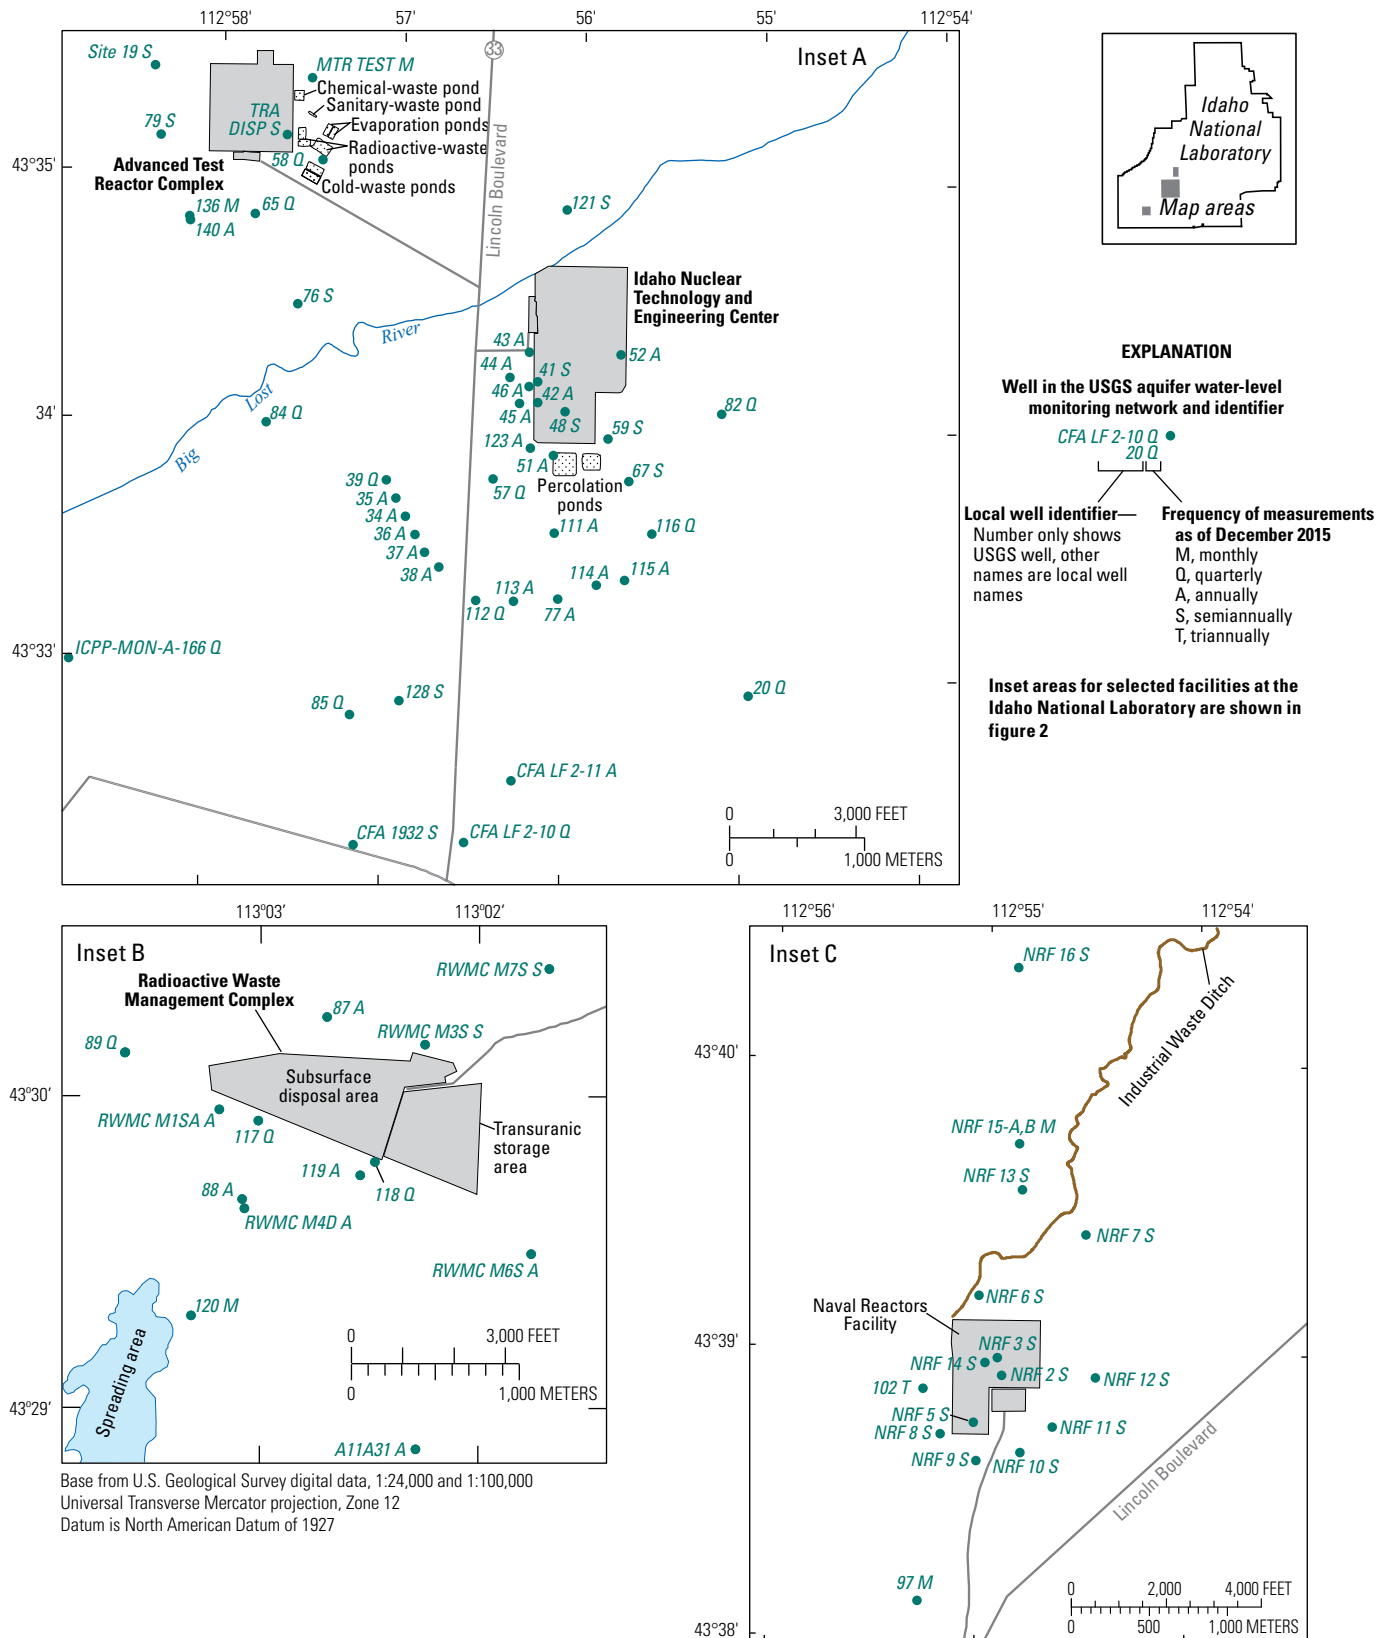 112°58'
57'
56'
55'
112°54'
Inset A
33
Site 19 S
MTR TEST M
Chemical-waste pond
Sanitary-waste pond
Evaporation ponds
Radioactive-waste
ponds
Cold-waste ponds
TRA
DISP S
79 S
58 Q
43°35'
Advanced Test
Reactor Complex
136 M
65 Q
140 A
Lincoln Boulevard
121 S
76 S
Idaho Nuclear
Technology and
Engineering Center
River
Lost
Big
43 A
52 A
44 A
41 S
46 A
42 A
45 A
48 S
34'
84 Q
82 Q
123 A
59 S
51 A
67 S
39 Q
57 Q
Percolation
ponds
35 A
34 A
36 A
111 A
116 Q
37 A
38 A
114 A
115 A
113 A
112 Q
77 A
43°33'
ICPP-MON-A-166 Q
128 S
85 Q
20 Q
CFA LF 2-11 A
CFA 1932 S
CFA LF 2-10 Q
0
3,000 FEET
0
1,000 METERS
Idaho
National
Laboratory
Map areas
EXPLANATION
Well in the USGS aquifer water-level
monitoring network and identifier
CFA LF 2-10 Q
20 Q
Local well identifier—
Number only shows
USGS well, other
names are local well
names
Frequency of measurements
as of December 2015
M, monthly
Q, quarterly
A, annually
S, semiannually
T, triannually
Inset areas for selected facilities at the
Idaho National Laboratory are shown in
figure 2
113°03'
113°02'
Inset B
Radioactive Waste
Management Complex
RWMC M7S S
87 A
RWMC M3S S
89 Q
Subsurface
disposal area
43°30'
RWMC M1SA A
117 Q
Transuranic
storage
area
119 A
118 Q
88 A
RWMC M4D A
RWMC M6S A
120 M
Spreading area
0
3,000 FEET
0
1,000 METERS
43°29'
A11A31 A
Base from U.S. Geological Survey digital data, 1:24,000 and 1:100,000
Universal Transverse Mercator projection, Zone 12
Datum is North American Datum of 1927
112°56'
112°55'
112°54'
Inset C
NRF 16 S
Industrial Waste Ditch
43°40'
NRF 15-A,B M
NRF 13 S
NRF 7 S
NRF 6 S
Naval Reactors
Facility
43°39'
NRF 3 S
NRF 14 S
NRF 2 S
NRF 12 S
102 T
NRF 5 S
NRF 8 S
NRF 11 S
NRF 9 S
NRF 10 S
Lincoln Boulevard
97 M
0
2,000
4,000 FEET
0
500
1,000 METERS
43°38'